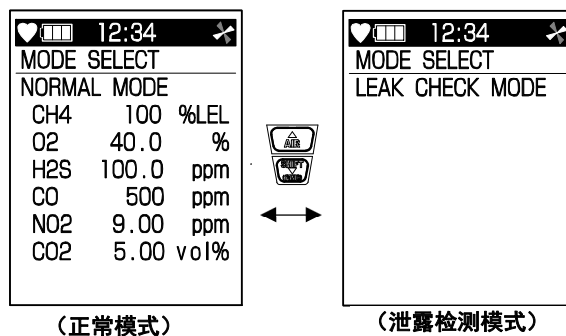 12:34
MODE SELECT
NORMAL MODE
CH4 100 %LEL
O2 40.0 %
H2S 100.0 ppm
CO 500 ppm
NO2 9.00 ppm
CO2 5.00 vol%
(正常模式)
AIR
SHIFT
12:34
MODE SELECT
LEAK CHECK MODE
(泄露检测模式)